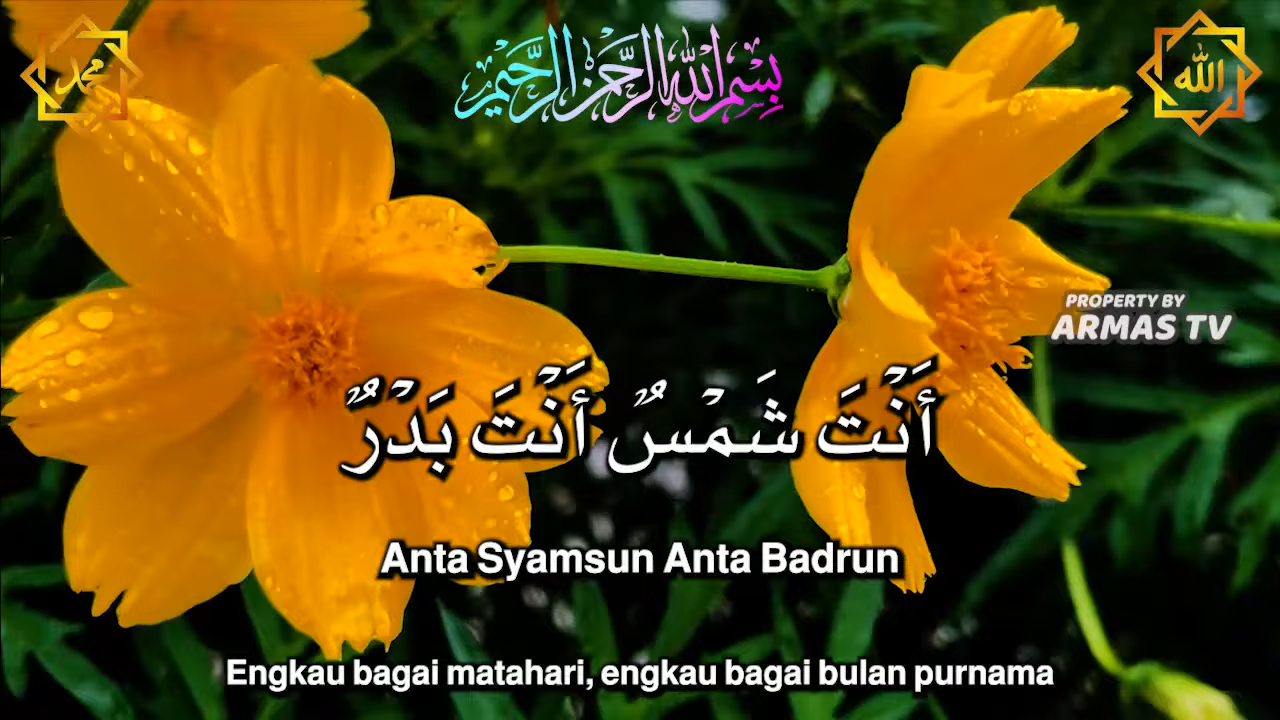 محمد
بسم الله الرحمن الرحيم
الله
PROPERTY BY
ARMAS TV
أَنْتَ شَمْسٌ أَنْتَ بَدْرٌ
Anta Syamsun Anta Badrun
Engkau bagai matahari, engkau bagai bulan purnama